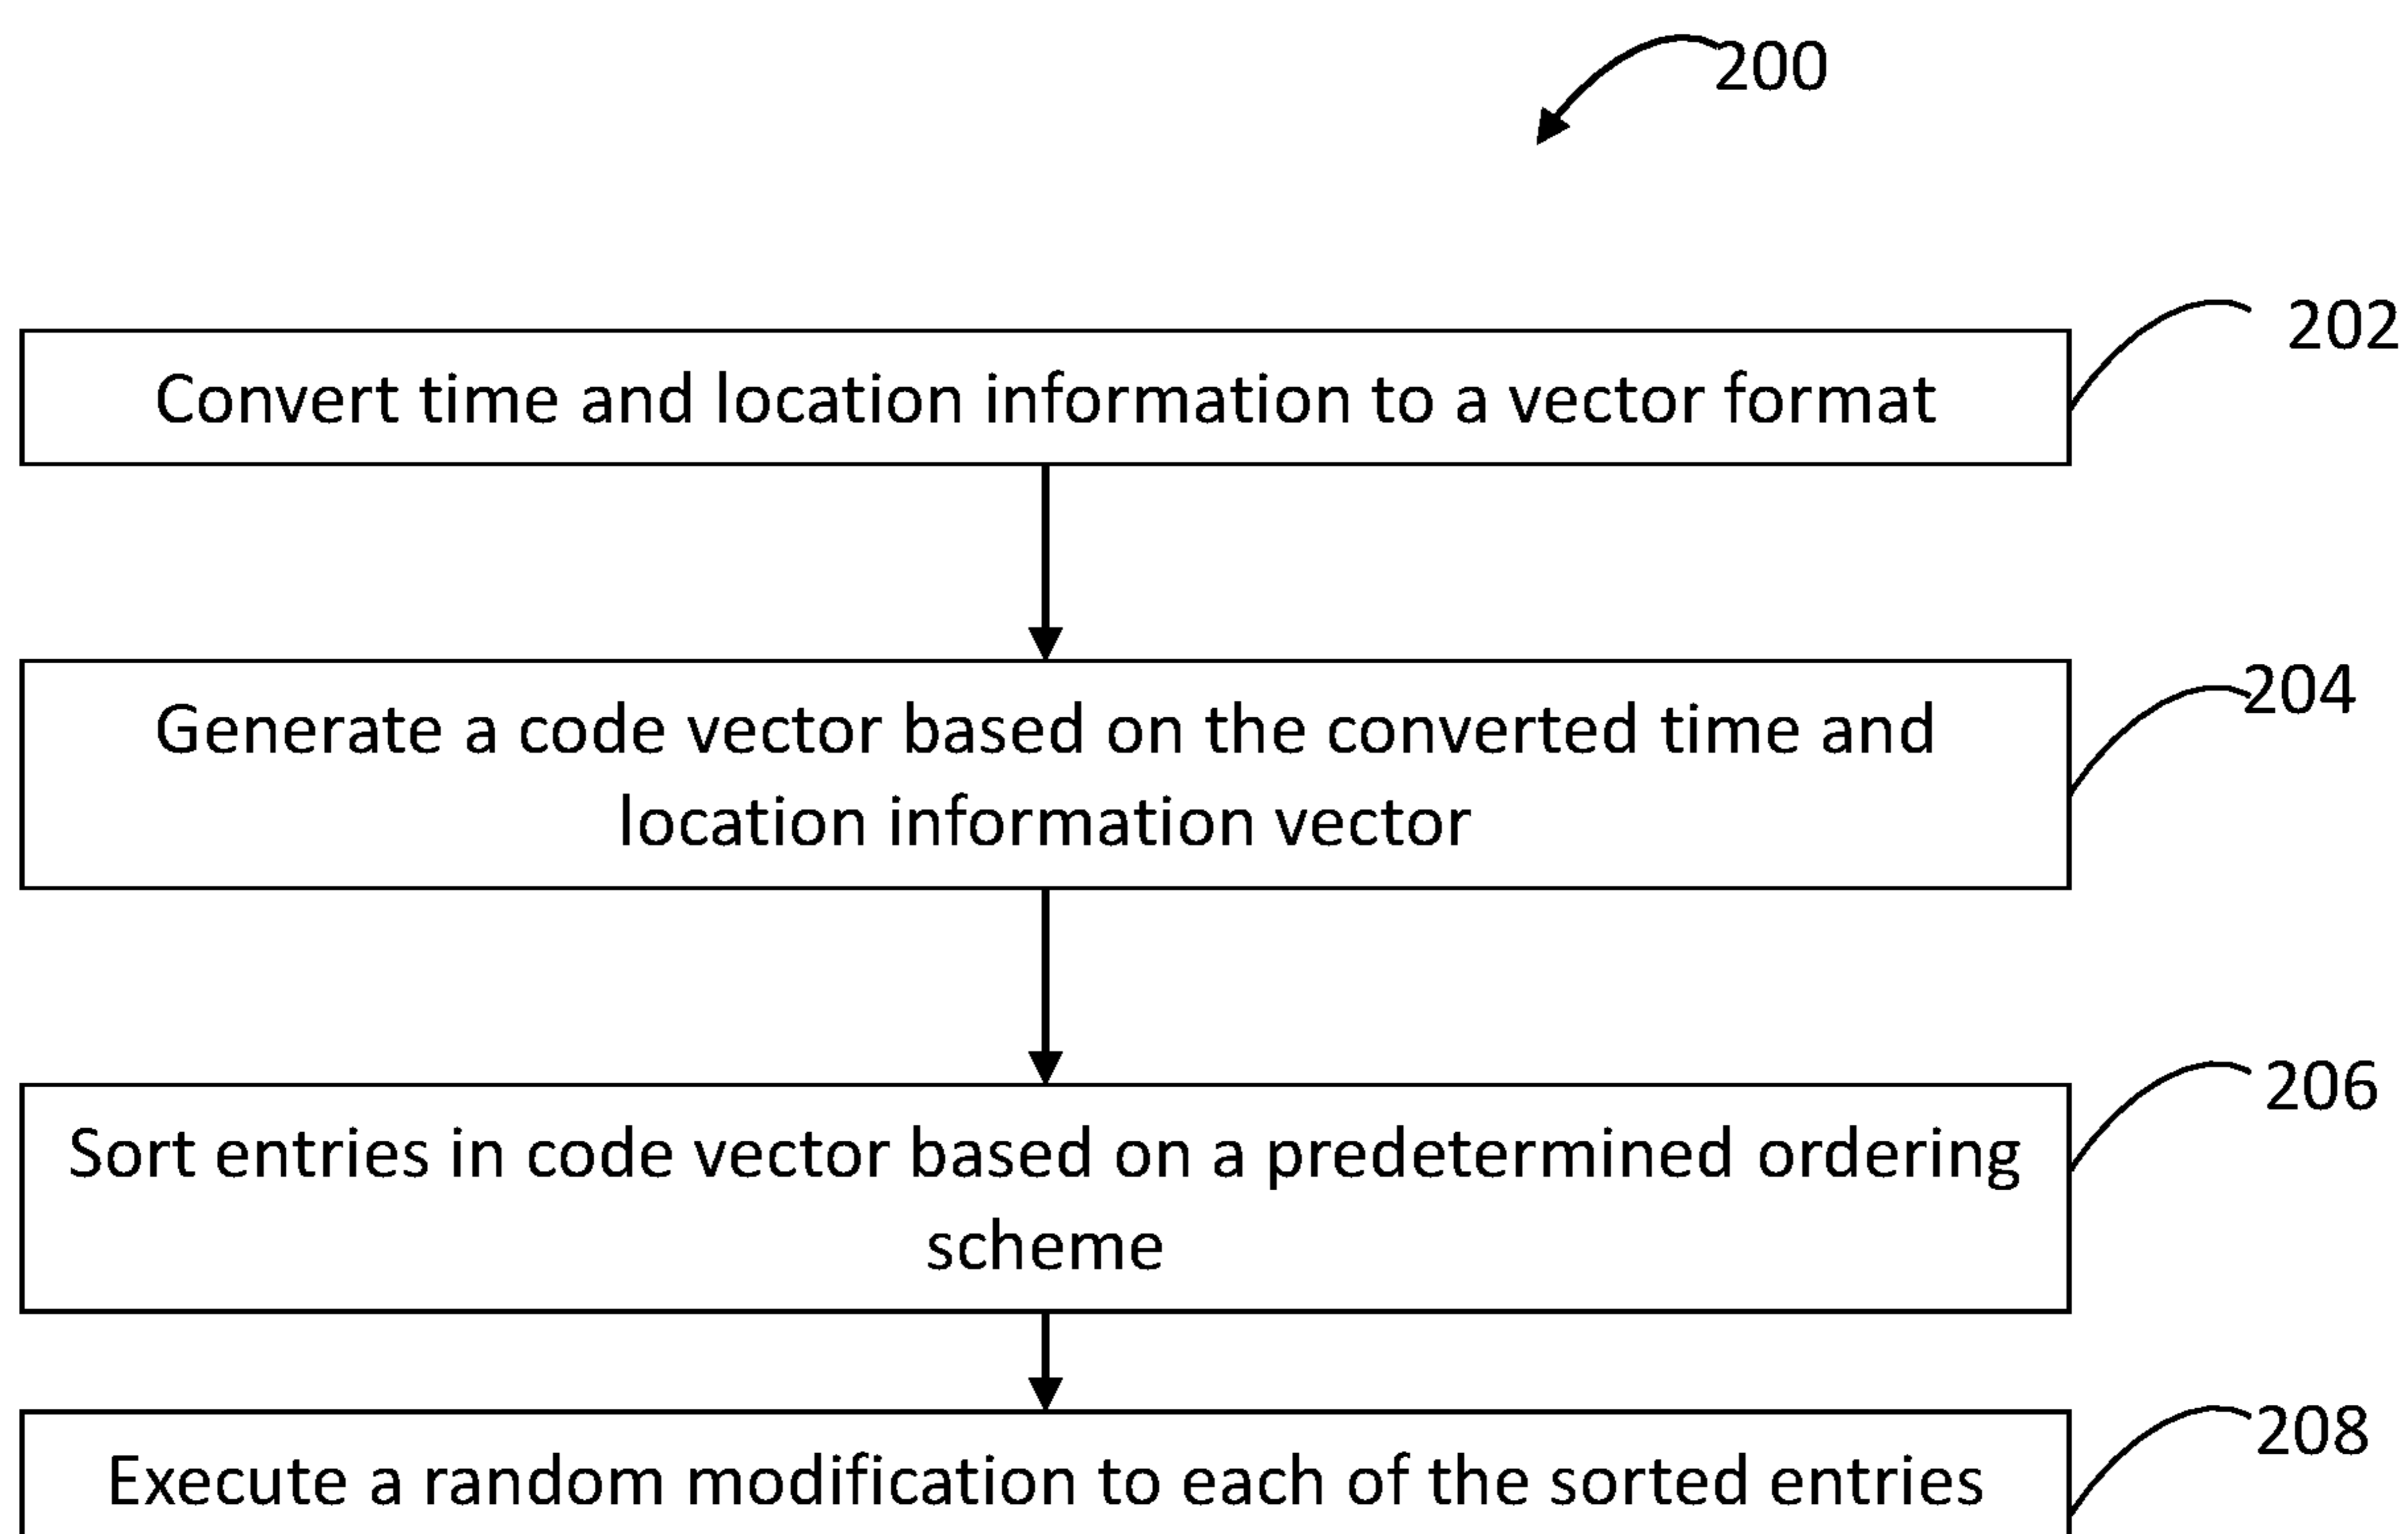 200
202
Convert time and location information to a vector format
204
Generate a code vector based on the converted time and
location information vector
206
Sort entries in code vector based on a predetermined ordering
scheme
208
Execute a random modification to each of the sorted entries